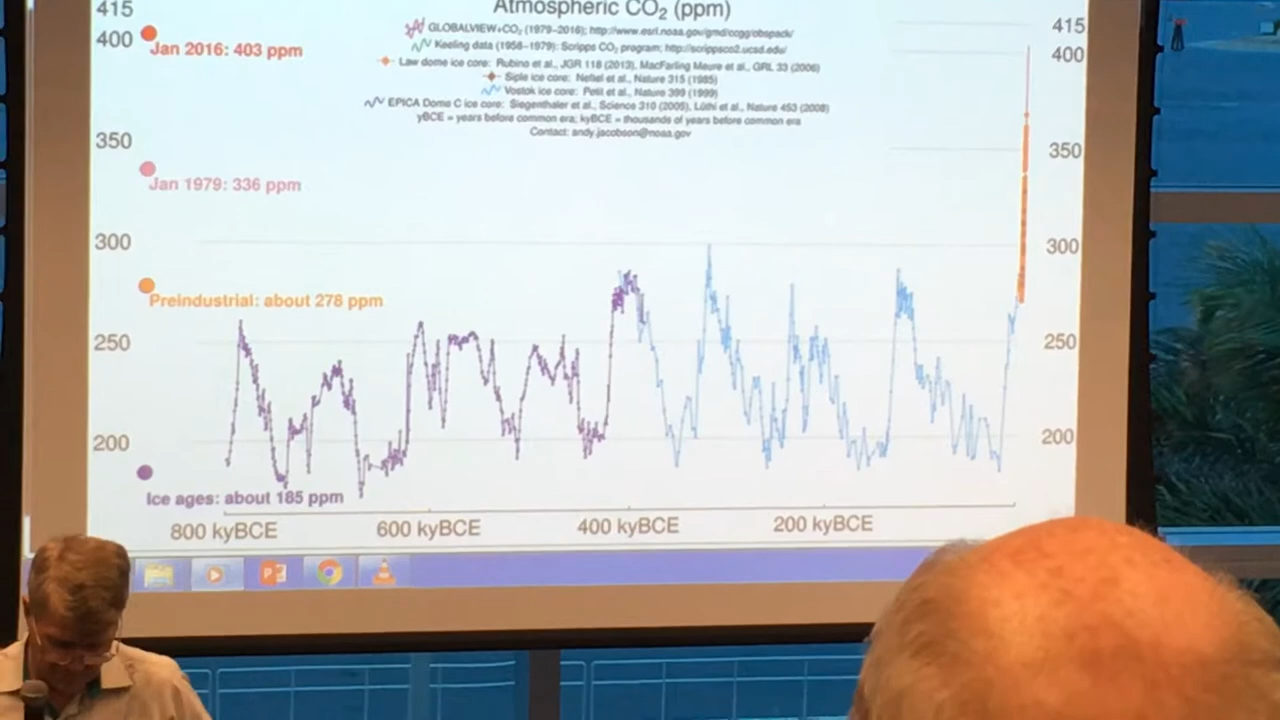 Atmospheric CO₂ (ppm)
GLOBALVIEW+CO₂ (1979-2016); http://www.esrl.noaa.gov/gmd/ccgg/obspack/
Keeling data (1958-1979): Scripps CO₂ program; http://scrippsco2.ucsd.edu/
Law dome ice core: Rubino et al., JGR 118 (2013), MacFarling Meure et al., GRL 33 (2006)
Siple ice core: Neftel et al., Nature 315 (1985)
Vostok ice core: Petit et al., Nature 399 (1999)
EPICA Dome C ice core: Siegenthaler et al., Science 310 (2005), Lüthi et al., Nature 453 (2008)
yBCE = years before common era; kyBCE = thousands of years before common era
Contact: andy.jacobson@noaa.gov
415
400
350
300
250
200
Jan 2016: 403 ppm
Jan 1979: 336 ppm
Preindustrial: about 278 ppm
Ice ages: about 185 ppm
415
400
350
300
250
200
800 kyBCE
600 kyBCE
400 kyBCE
200 kyBCE